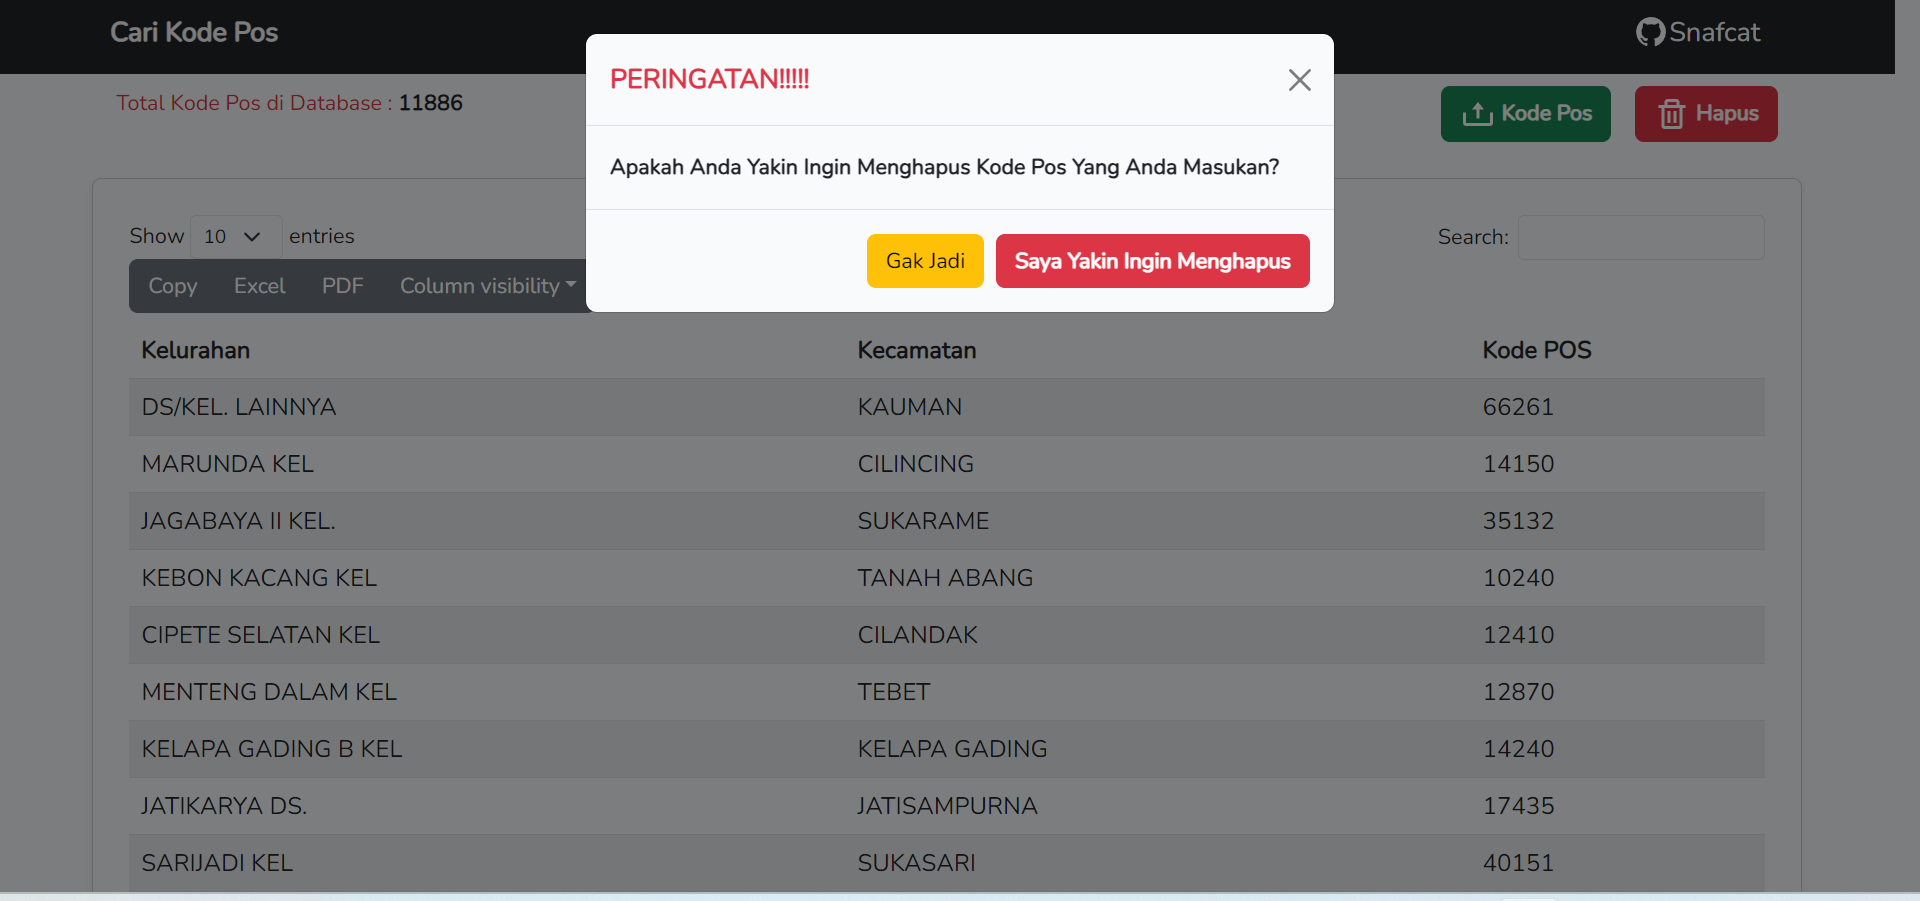 Cari Kode Pos
Snafcat
PERINGATAN!!!!!
Total Kode Pos di Database : 11886
Kode Pos
Hapus
Apakah Anda Yakin Ingin Menghapus Kode Pos Yang Anda Masukan?
Gak Jadi
Saya Yakin Ingin Menghapus
Show 10 entries
Search:
Copy Excel PDF Column visibility
Kelurahan Kecamatan Kode POS
DS/KEL. LAINNYA KAUMAN 66261
MARUNDA KEL CILINCING 14150
JAGABAYA II KEL. SUKARAME 35132
KEBON KACANG KEL TANAH ABANG 10240
CIPETE SELATAN KEL CILANDAK 12410
MENTENG DALAM KEL TEBET 12870
KELAPA GADING B KEL KELAPA GADING 14240
JATIKARYA DS. JATISAMPURNA 17435
SARIJADI KEL SUKASARI 40151